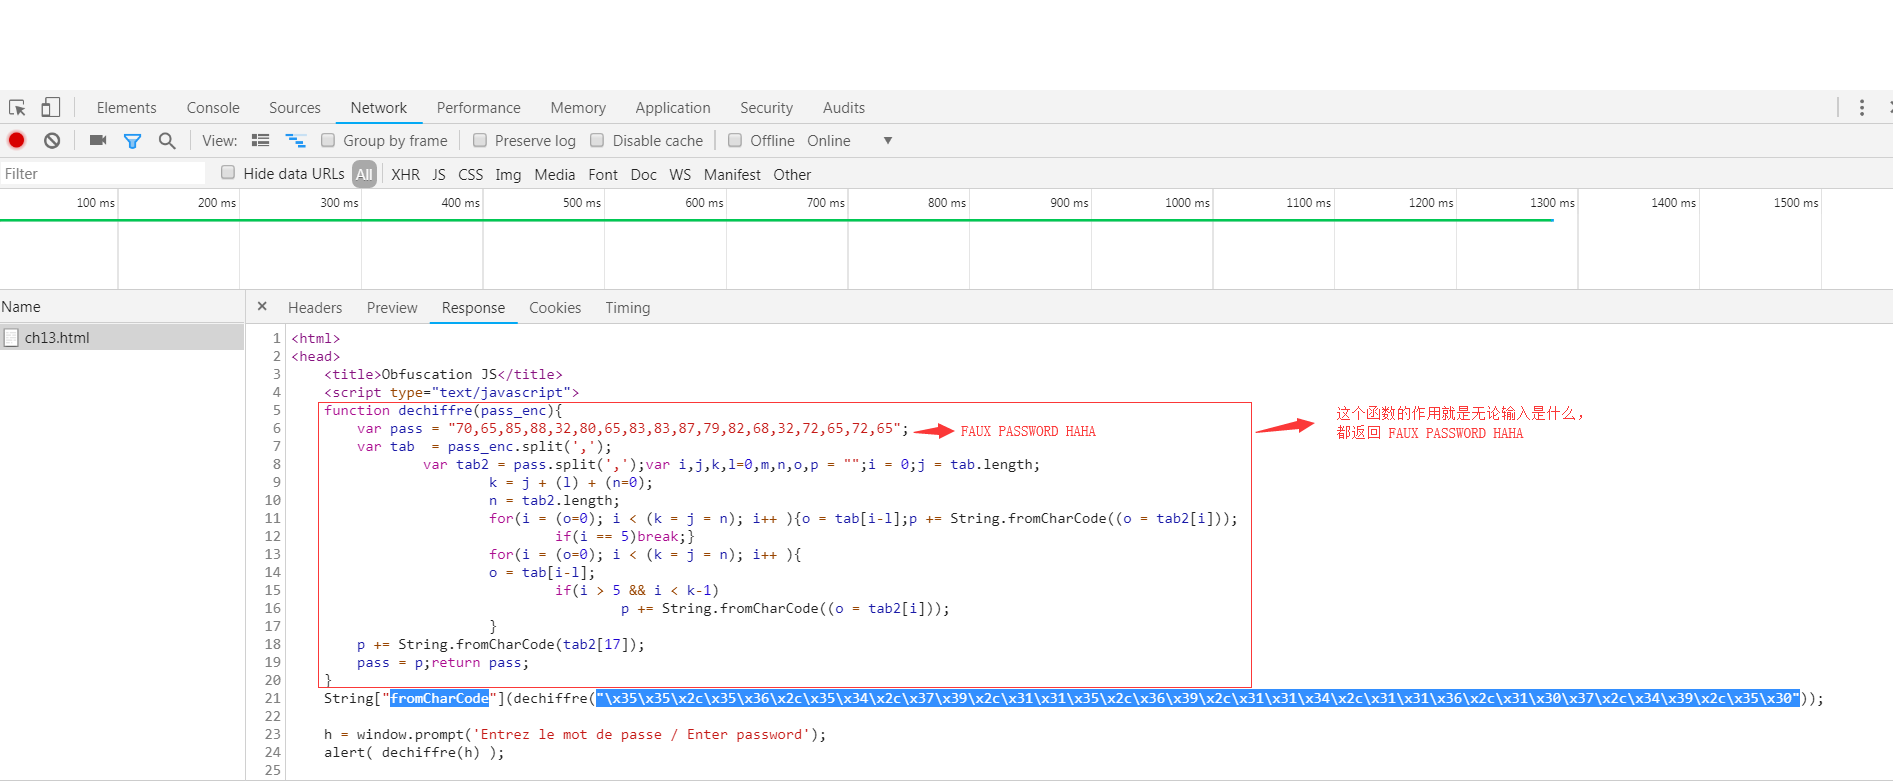 Elements Console Sources Network Performance Memory Application Security Audits
View: Group by frame Preserve log Disable cache Offline Online
Filter Hide data URLs All XHR JS CSS Img Media Font Doc WS Manifest Other
100 ms 200 ms 300 ms 400 ms 500 ms 600 ms 700 ms 800 ms 900 ms 1000 ms 1100 ms 1200 ms 1300 ms 1400 ms 1500 ms
Name
ch13.html
× Headers Preview Response Cookies Timing
1 <html>
2 <head>
3 <title>Obfuscation JS</title>
4 <script type="text/javascript">
5 function dechiffre(pass_enc){
6 var pass = "70,65,85,88,32,80,65,83,83,87,79,82,68,32,72,65,72,65"; FAUX PASSWORD HAHA
7 var tab  = pass_enc.split(',');
8 var tab2 = pass.split(',');var i,j,k,l=0,m,n,o,p = "";i = 0;j = tab.length;
9 k = j + (l) + (n=0);
10 n = tab2.length;
11 for(i = (o=0); i < (k = j = n); i++ ){o = tab[i-l];p += String.fromCharCode((o = tab2[i]));
12 if(i == 5)break;}
13 for(i = (o=0); i < (k = j = n); i++ ){
14 o = tab[i-l];
15 if(i > 5 && i < k-1)
16 p += String.fromCharCode((o = tab2[i]));
17 }
18 p += String.fromCharCode(tab2[17]);
19 pass = p;return pass;
20 }
21 String["fromCharCode"](dechiffre("\x35\x35\x2c\x35\x36\x2c\x35\x34\x2c\x37\x39\x2c\x31\x31\x35\x2c\x36\x39\x2c\x31\x31\x34\x2c\x31\x31\x36\x2c\x31\x30\x37\x2c\x34\x39\x2c\x35\x30"));
22
23 h = window.prompt('Entrez le mot de passe / Enter password');
24 alert( dechiffre(h) );
25
这个函数的作用就是无论输入是什么，
都返回 FAUX PASSWORD HAHA